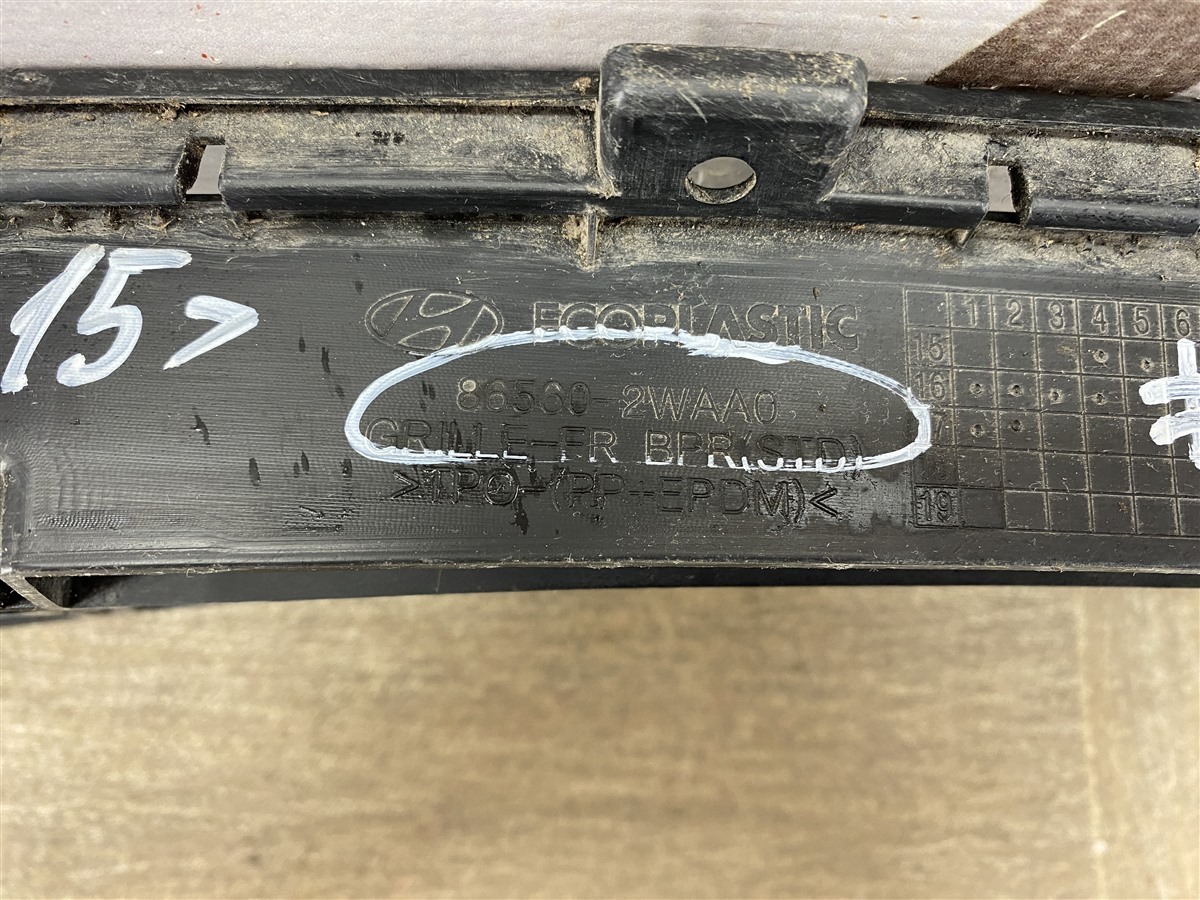 15>
ECOPLASTIC
86560-2WAA0
GRILLE-FR BPR(STD)
>TPO-(PP+EPDM)<
1 2 3 4 5 6
15
16
17
19